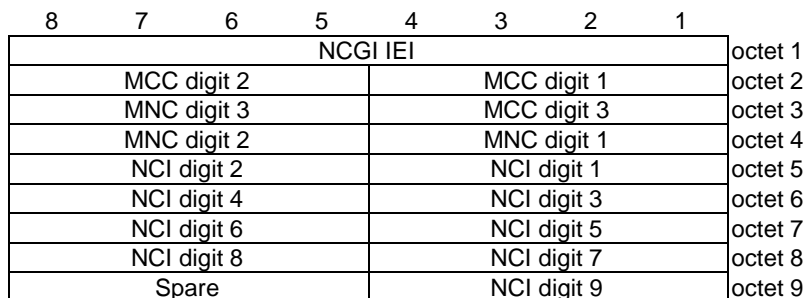 8 7 6 5 4 3 2 1
NCGI IEI octet 1
MCC digit 2 MCC digit 1 octet 2
MNC digit 3 MCC digit 3 octet 3
MNC digit 2 MNC digit 1 octet 4
NCI digit 2 NCI digit 1 octet 5
NCI digit 4 NCI digit 3 octet 6
NCI digit 6 NCI digit 5 octet 7
NCI digit 8 NCI digit 7 octet 8
Spare NCI digit 9 octet 9